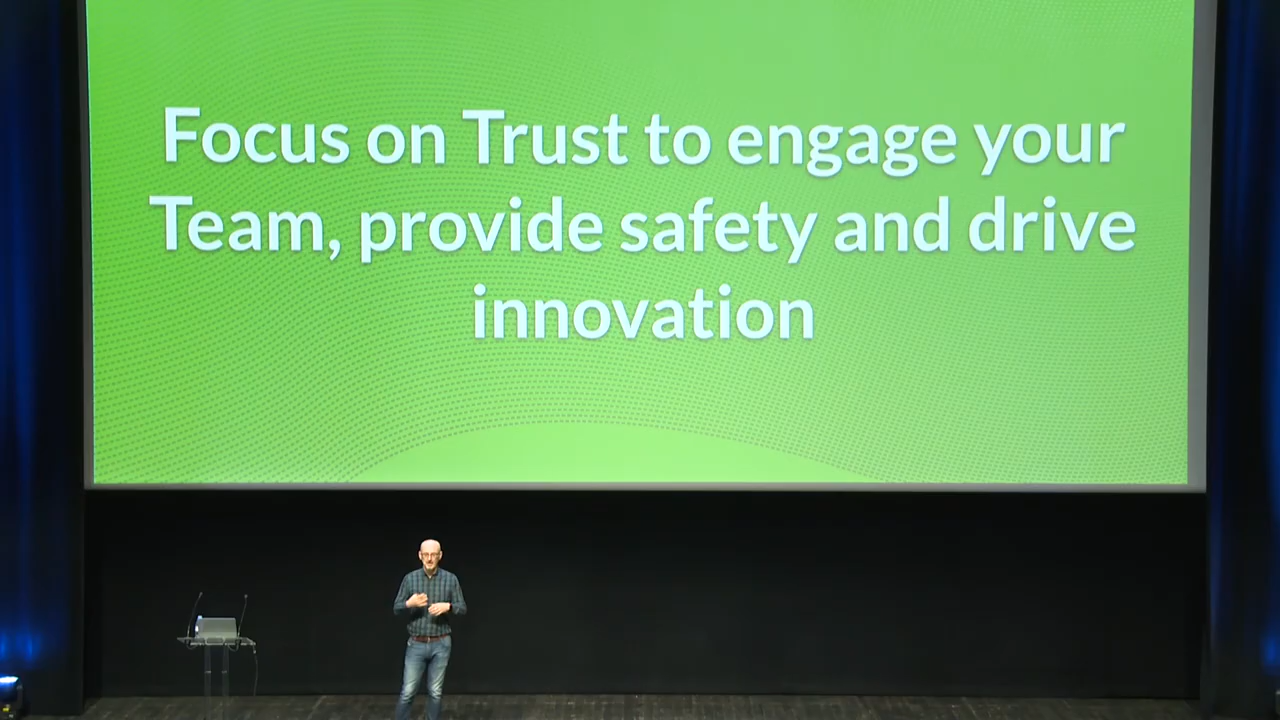 Focus on Trust to engage your
Team, provide safety and drive
innovation